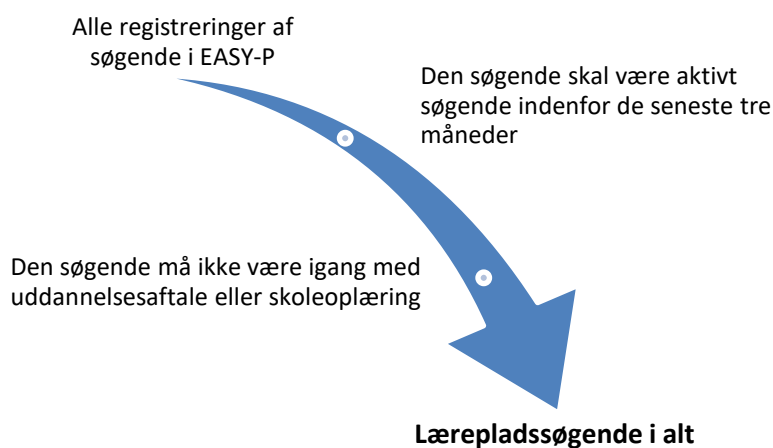 Alle registreringer af
søgende i EASY-P
Den søgende skal være aktivt
søgende indenfor de seneste tre
måneder
Den søgende må ikke være igang med
uddannelsesaftale eller skoleoplæring
Lærepladssøgende i alt